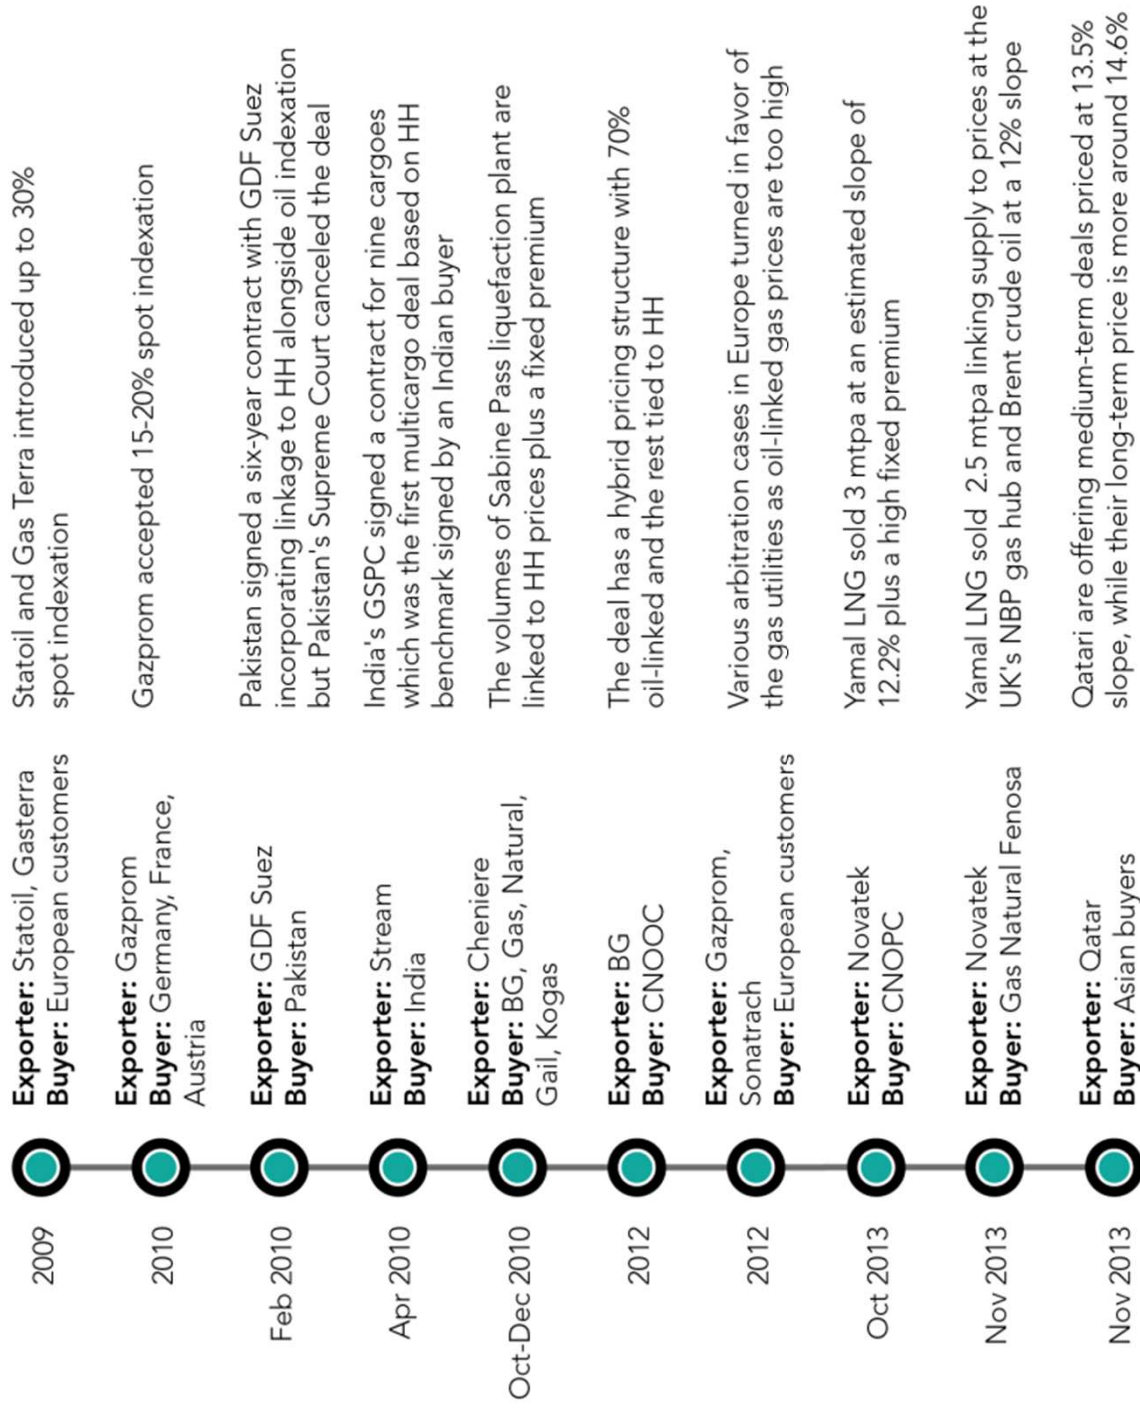 2009
Exporter: Statoil, Gasterra
Buyer: European customers
Statoil and Gas Terra introduced up to 30%
spot indexation
2010
Exporter: Gazprom
Buyer: Germany, France,
Austria
Gazprom accepted 15-20% spot indexation
Feb 2010
Exporter: GDF Suez
Buyer: Pakistan
Pakistan signed a six-year contract with GDF Suez
incorporating linkage to HH alongside oil indexation
but Pakistan's Supreme Court canceled the deal
Apr 2010
Exporter: Stream
Buyer: India
India's GSPC signed a contract for nine cargoes
which was the first multicargo deal based on HH
benchmark signed by an Indian buyer
Oct-Dec 2010
Exporter: Cheniere
Buyer: BG, Gas, Natural,
Gail, Kogas
The volumes of Sabine Pass liquefaction plant are
linked to HH prices plus a fixed premium
2012
Exporter: BG
Buyer: CNOOC
The deal has a hybrid pricing structure with 70%
oil-linked and the rest tied to HH
2012
Exporter: Gazprom,
Sonatrach
Buyer: European customers
Various arbitration cases in Europe turned in favor of
the gas utilities as oil-linked gas prices are too high
Oct 2013
Exporter: Novatek
Buyer: CNOPC
Yamal LNG sold 3 mtpa at an estimated slope of
12.2% plus a high fixed premium
Nov 2013
Exporter: Novatek
Buyer: Gas Natural Fenosa
Yamal LNG sold 2.5 mtpa linking supply to prices at the
UK's NBP gas hub and Brent crude oil at a 12% slope
Nov 2013
Exporter: Qatar
Buyer: Asian buyers
Qatari are offering medium-term deals priced at 13.5%
slope, while their long-term price is more around 14.6%